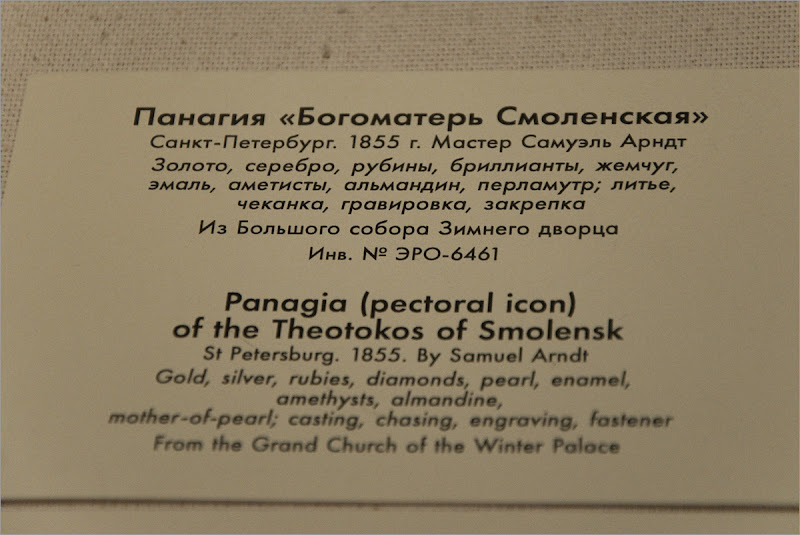 Панагия «Богоматерь Смоленская»
Санкт-Петербург. 1855 г. Мастер Самуэль Арндт
Золото, серебро, рубины, бриллианты, жемчуг,
эмаль, аметисты, альмандин, перламутр; литье,
чеканка, гравировка, закрепка
Из Большого собора Зимнего дворца
Инв. № ЭРО-6461
Panagia (pectoral icon)
of the Theotokos of Smolensk
St Petersburg. 1855. By Samuel Arndt
Gold, silver, rubies, diamonds, pearl, enamel,
amethysts, almandine,
mother-of-pearl; casting, chasing, engraving, fastener
From the Grand Church of the Winter Palace